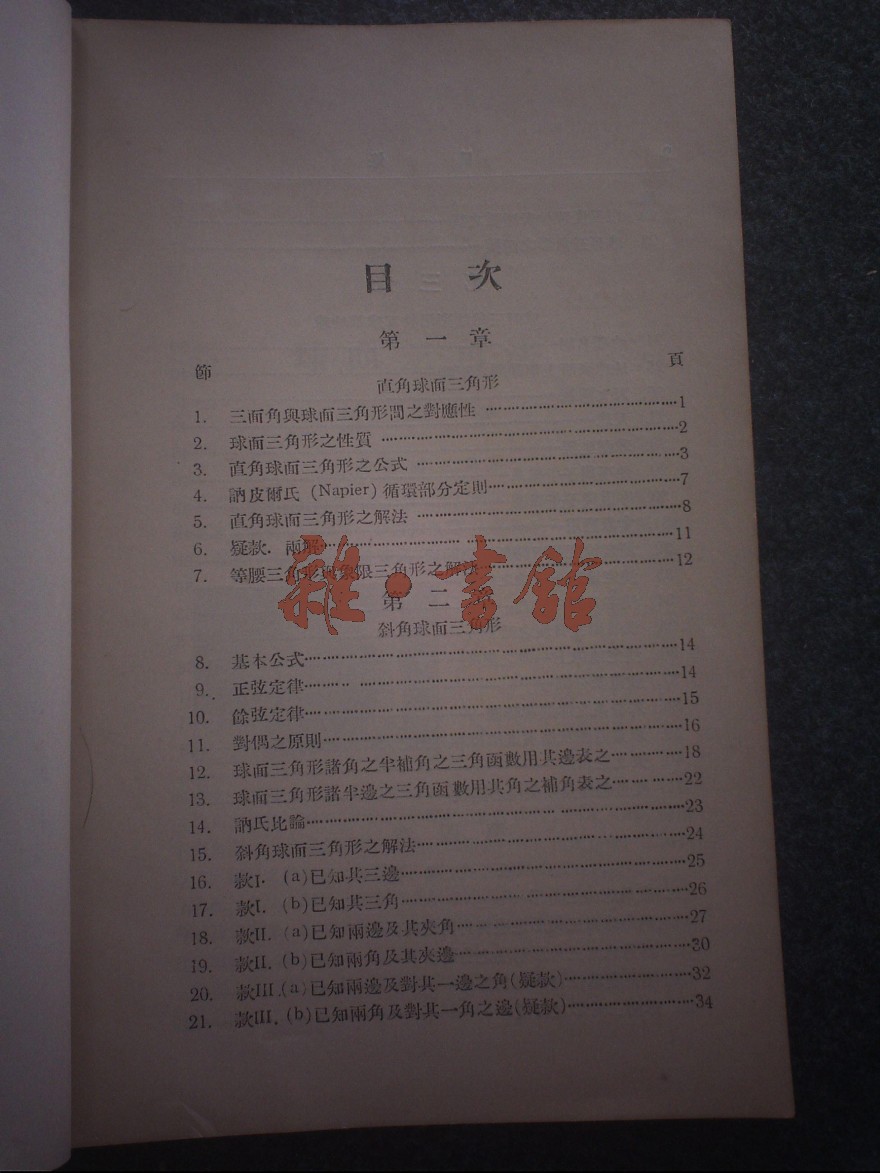 目 次
第 一 章
節 頁
直角球面三角形
1. 三面角與球面三角形間之對應性 1
2. 球面三角形之性質 2
3. 直角球面三角形之公式 3
4. 訥皮爾氏 (Napier) 循環部分定則 7
5. 直角球面三角形之解法 8
6. 疑款．兩解 11
7. 等腰三角形與象限三角形之解法 12
雜·書館
第 二
斜角球面三角形
8. 基本公式 14
9. 正弦定律 14
10. 餘弦定律 15
11. 對偶之原則 16
12. 球面三角形諸角之半補角之三角函數用其邊表之 18
13. 球面三角形諸半邊之三角函數用其角之補角表之 22
14. 訥氏比論 23
15. 斜角球面三角形之解法 24
16. 款I. (a)已知其三邊 25
17. 款I. (b)已知其三角 26
18. 款II. (a)已知兩邊及其夾角 27
19. 款II. (b)已知兩角及其夾邊 30
20. 款III. (a)已知兩邊及對其一邊之角(疑款) 32
21. 款III. (b)已知兩角及對其一角之邊(疑款) 34